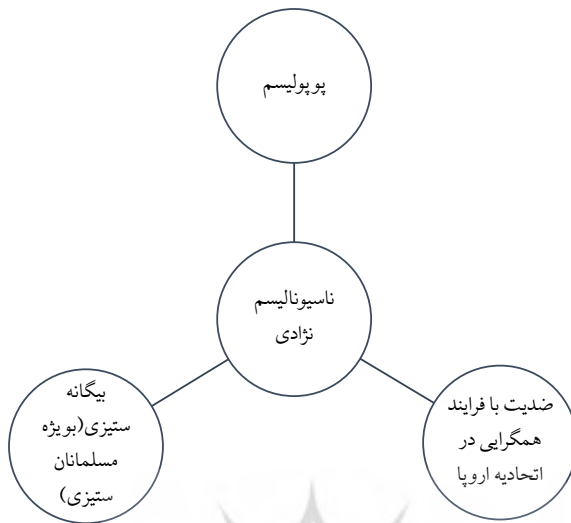 پوپولیسم
ناسیونالیسم
نژادی
ضدیت با فرایند
همگرایی در
اتحادیه اروپا
بیگانه
ستیزی(بویژه
مسلمانان
ستیزی)